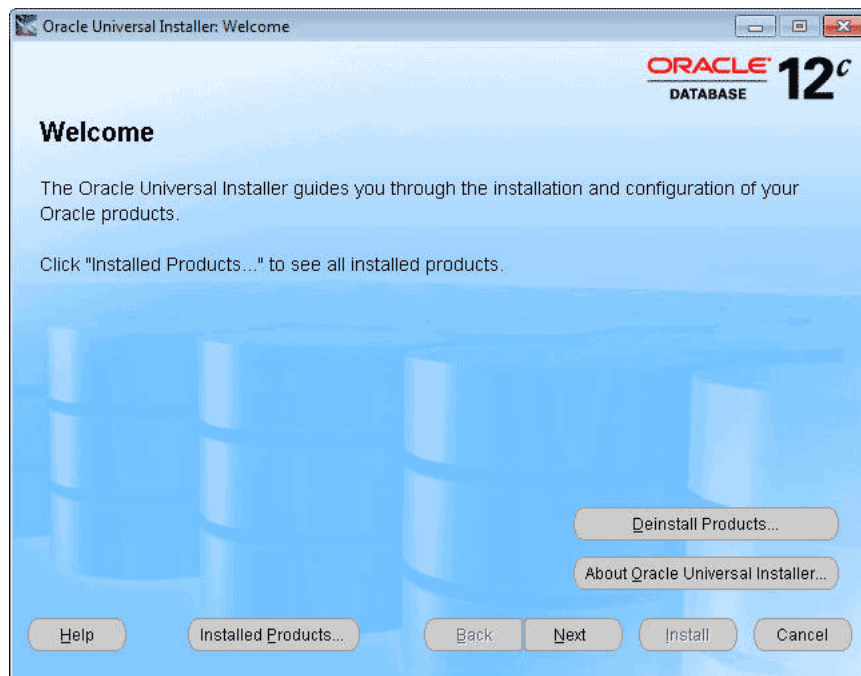 Oracle Universal Installer: Welcome
ORACLE
DATABASE
12c
Welcome
The Oracle Universal Installer guides you through the installation and configuration of your
Oracle products.
Click "Installed Products..." to see all installed products.
Deinstall Products...
About Oracle Universal Installer...
Help
Installed Products...
Back
Next
Install
Cancel